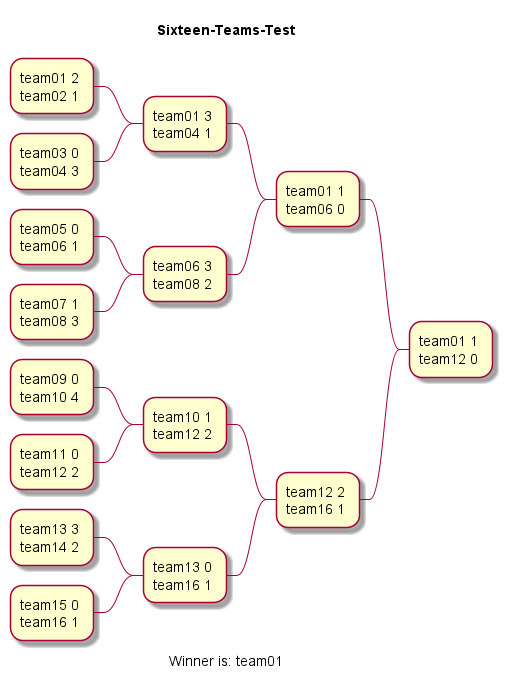 Sixteen-Teams-Test
team01 2
team02 1
team03 0
team04 3
team05 0
team06 1
team07 1
team08 3
team09 0
team10 4
team11 0
team12 2
team13 3
team14 2
team15 0
team16 1
team01 3
team04 1
team06 3
team08 2
team10 1
team12 2
team13 0
team16 1
team01 1
team06 0
team12 2
team16 1
team01 1
team12 0
Winner is: team01